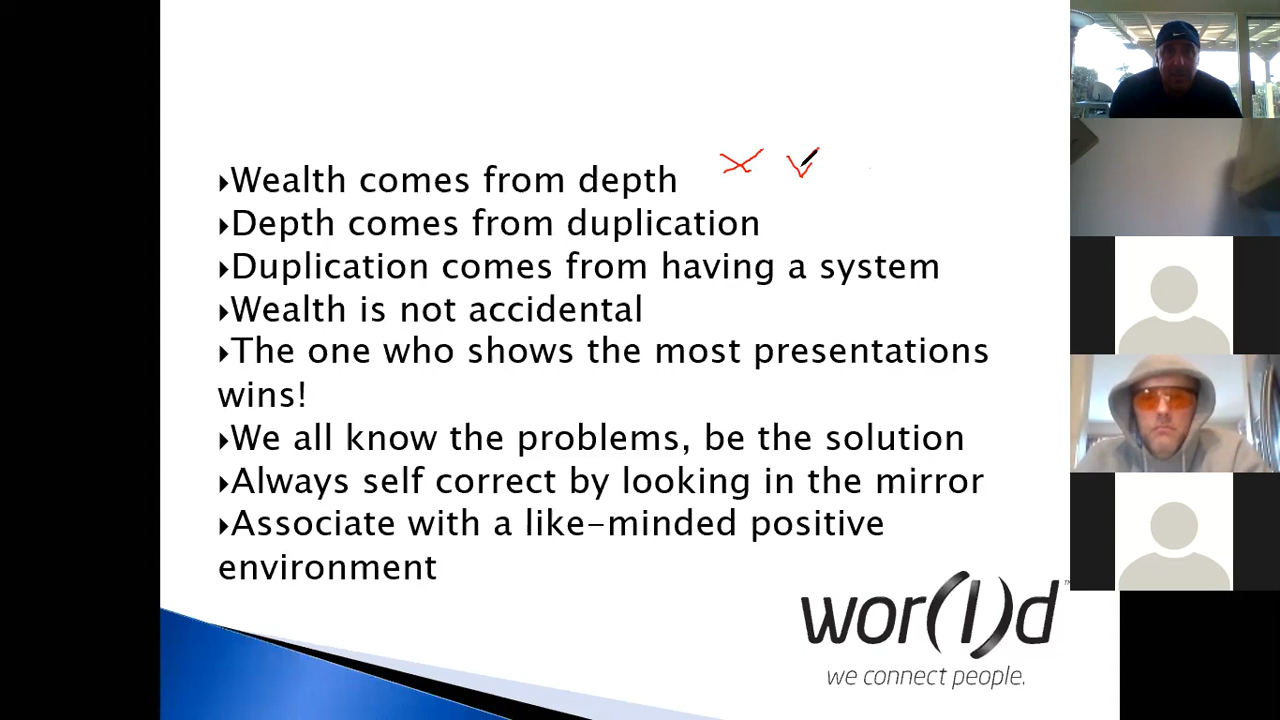 Wealth comes from depth
Depth comes from duplication
Duplication comes from having a system
Wealth is not accidental
The one who shows the most presentations
wins!
We all know the problems, be the solution
Always self correct by looking in the mirror
Associate with a like-minded positive
environment
wor(l)d™
we connect people.